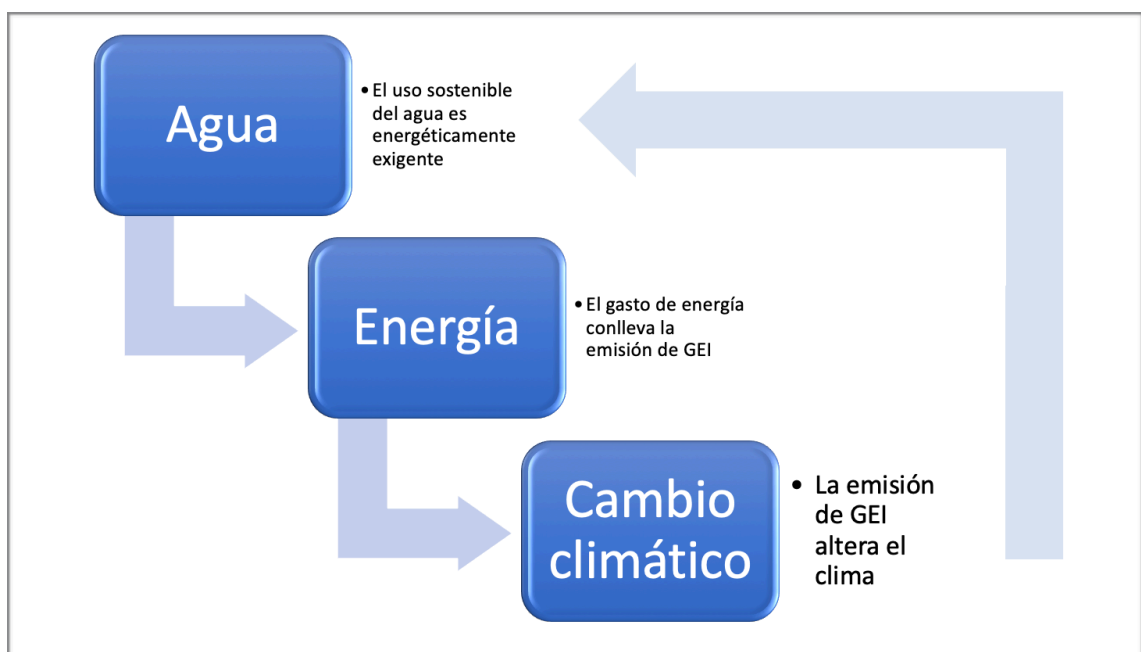 Agua
• El uso sostenible
del agua es
energéticamente
exigente
Energía
• El gasto de energía
conlleva la
emisión de GEI
Cambio
climático
• La emisión
de GEI
altera el
clima